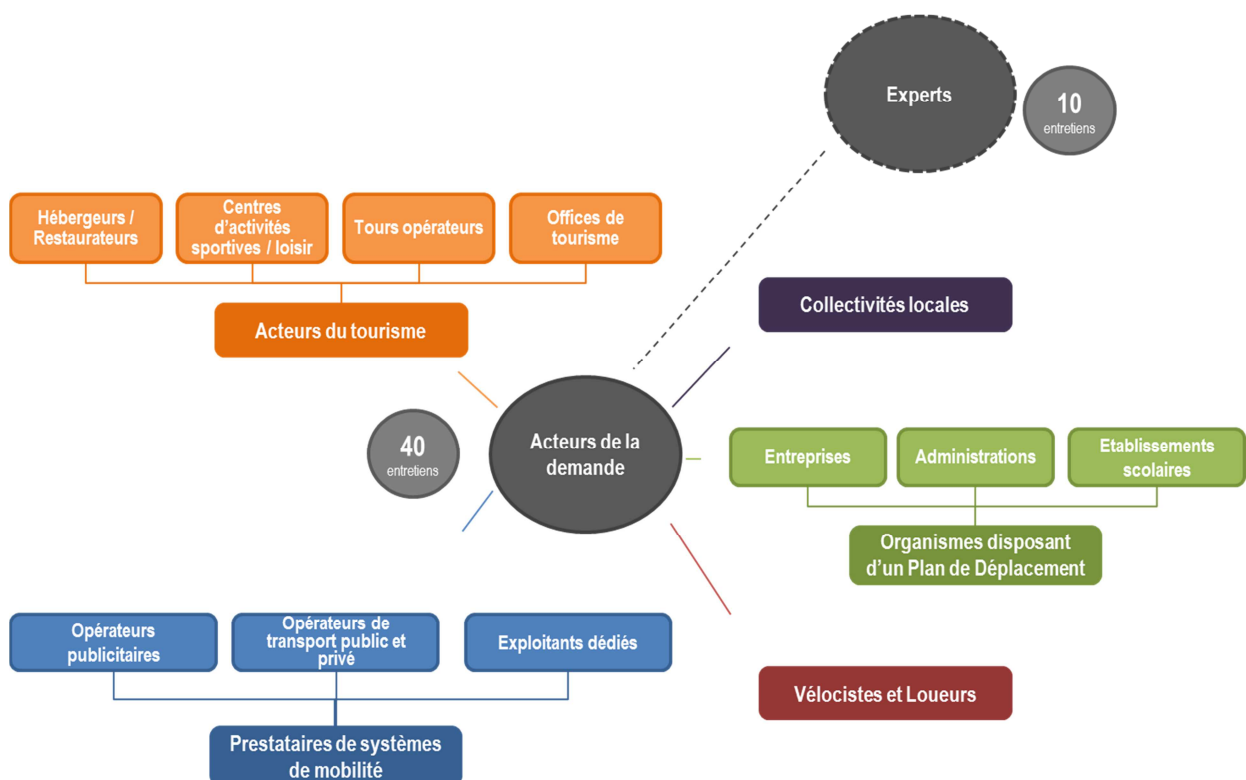 Experts
10
entretiens
Hébergeurs /
Restaurateurs
Centres
d'activités
sportives / loisir
Tours opérateurs
Offices de
tourisme
Acteurs du tourisme
Collectivités locales
40
entretiens
Acteurs de la
demande
Entreprises
Administrations
Etablissements
scolaires
Organismes disposant
d'un Plan de Déplacement
Opérateurs
publicitaires
Opérateurs de
transport public et
privé
Exploitants dédiés
Prestataires de systèmes
de mobilité
Vélocistes et Loueurs